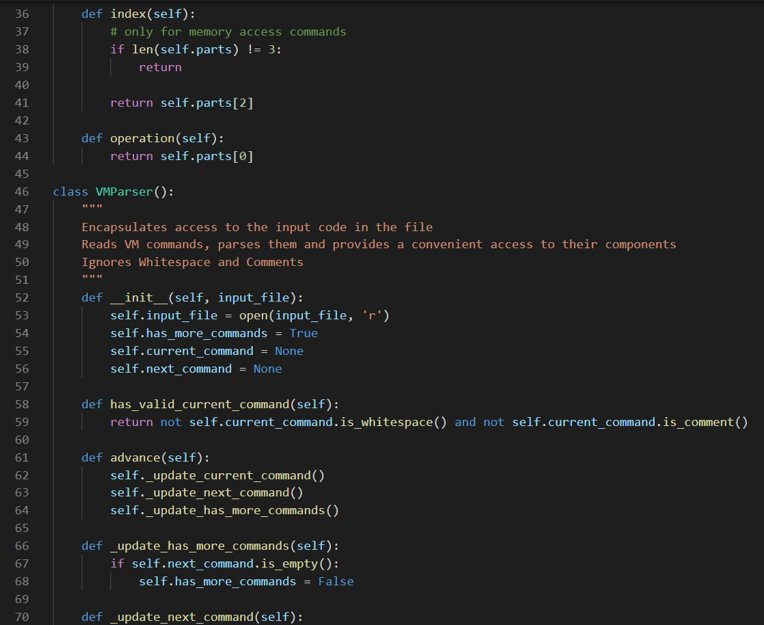 36 def index(self):
37 # only for memory access commands
38 if len(self.parts) != 3:
39 return
40
41 return self.parts[2]
42
43 def operation(self):
44 return self.parts[0]
45
46 class VMParser():
47 """
48 Encapsulates access to the input code in the file
49 Reads VM commands, parses them and provides a convenient access to their components
50 Ignores Whitespace and Comments
51 """
52 def __init__(self, input_file):
53 self.input_file = open(input_file, 'r')
54 self.has_more_commands = True
55 self.current_command = None
56 self.next_command = None
57
58 def has_valid_current_command(self):
59 return not self.current_command.is_whitespace() and not self.current_command.is_comment()
60
61 def advance(self):
62 self._update_current_command()
63 self._update_next_command()
64 self._update_has_more_commands()
65
66 def _update_has_more_commands(self):
67 if self.next_command.is_empty():
68 self.has_more_commands = False
69
70 def _update_next_command(self):